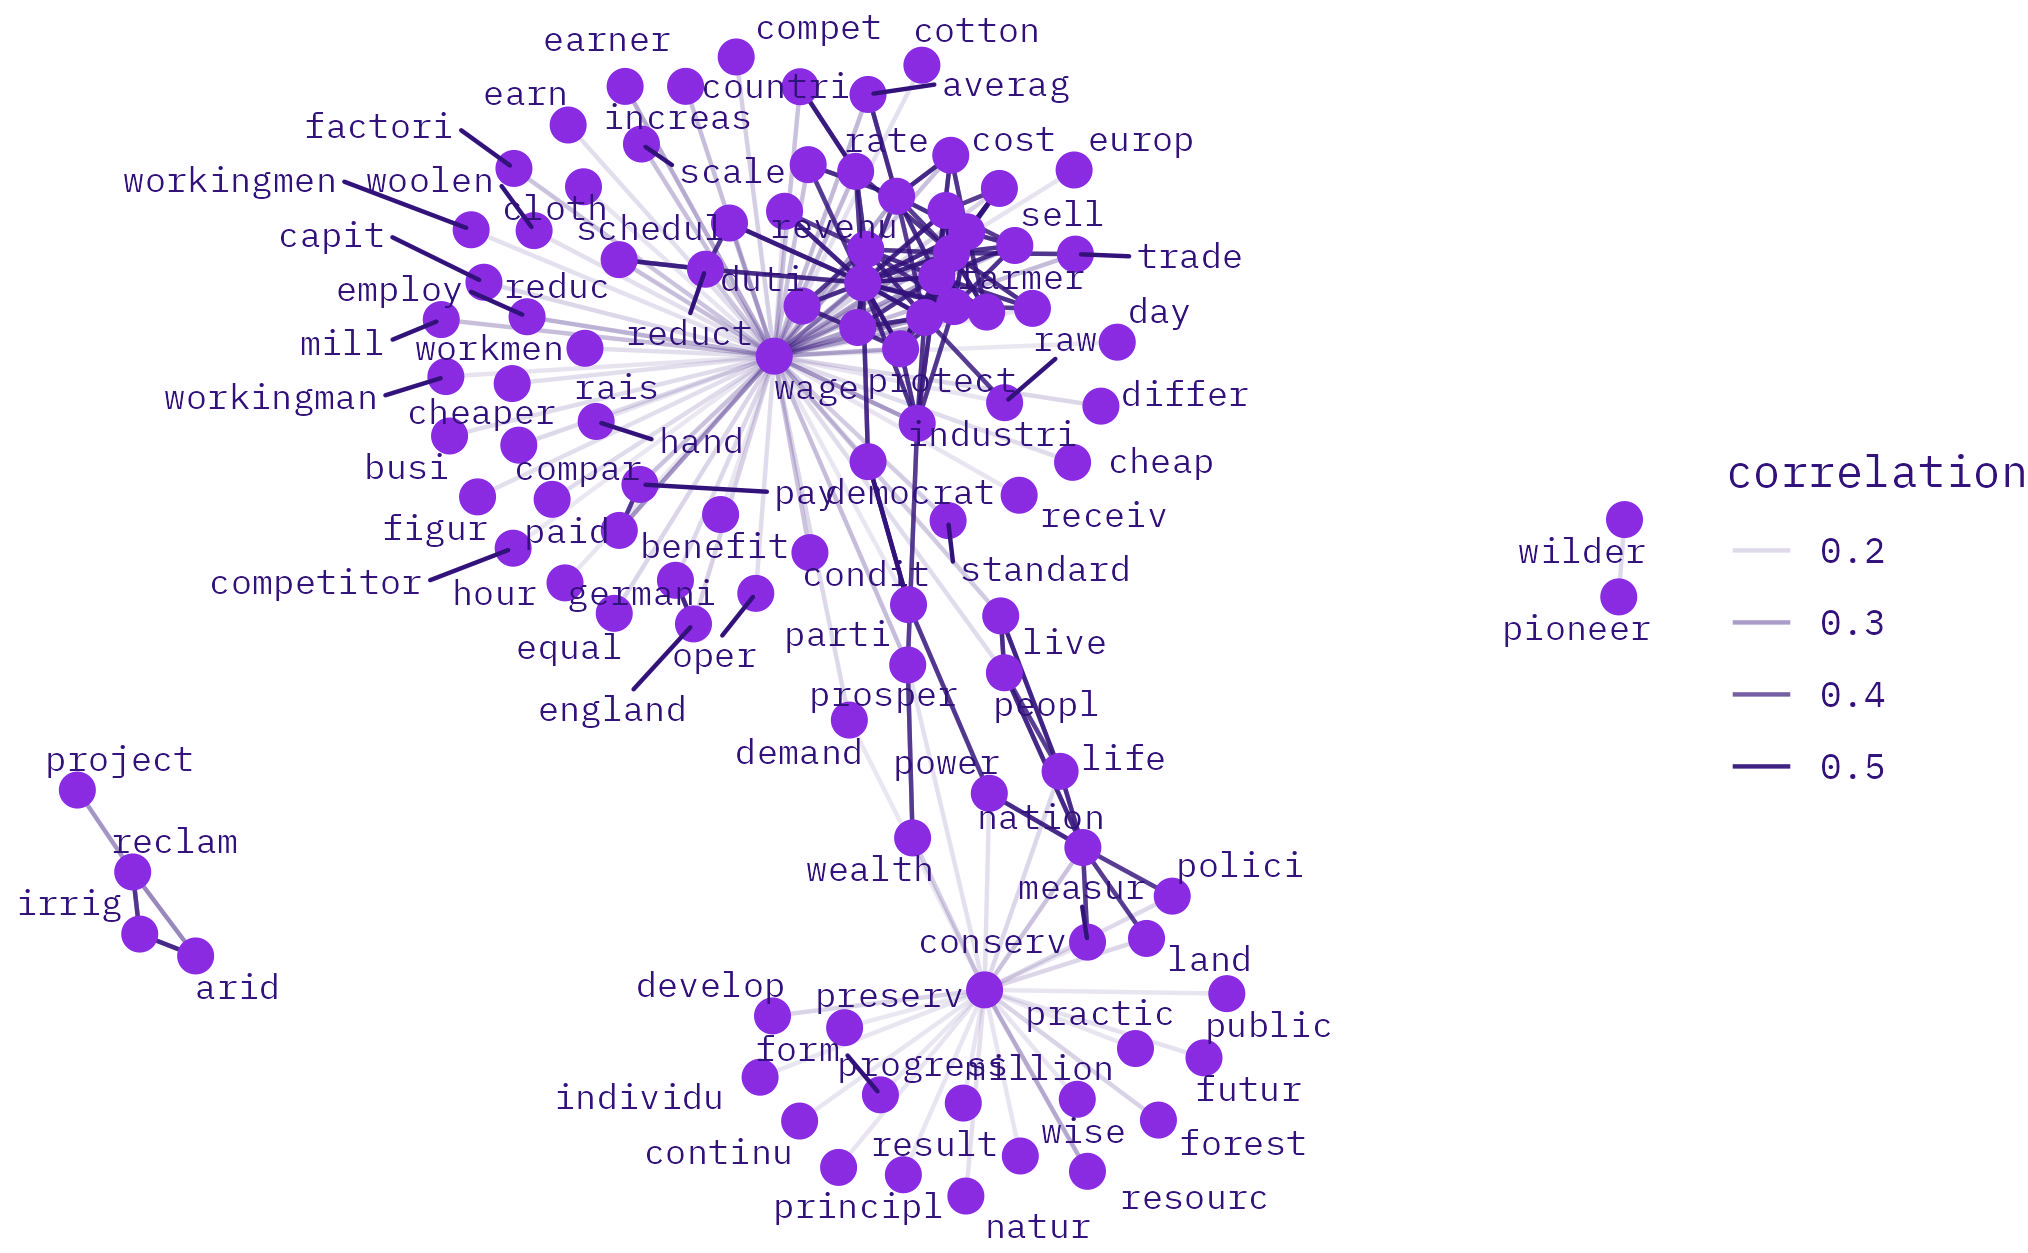 compet
cotton
earner
countri
averag
earn
increas
factori
rate
cost
europ
workingmen
woolen
scale
cloth
schedul
revenu
sell
capit
trade
employ
reduc
duti
farmer
day
mill
reduct
workmen
raw
workingman
rais
wage
protect
differ
cheaper
hand
industri
busi
compar
cheap
pay
democrat
figur
paid
receiv
benefit
competitor
condit
standard
hour
germani
equal
oper
parti
live
england
prosper
peopl
project
demand
power
life
nation
reclam
wealth
measur
polici
irrig
conserv
land
arid
develop
preserv
practic
public
form
progress
million
individu
futur
continu
result
wise
forest
principl
resourc
natur
wilder
pioneer
correlation
0.2
0.3
0.4
0.5